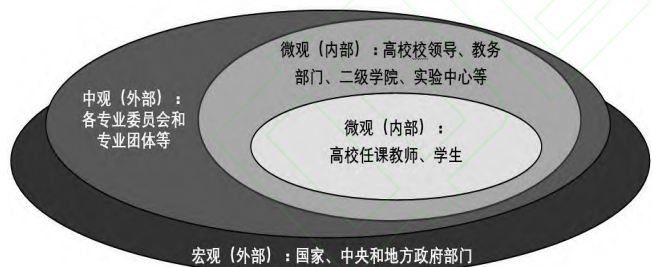 微观（内部）：高校校领导、教务
部门、二级学院、实验中心等
中观（外部）：
各专业委员会和
专业团体等
微观（内部）：
高校任课教师、学生
宏观（外部）：国家、中央和地方政府部门